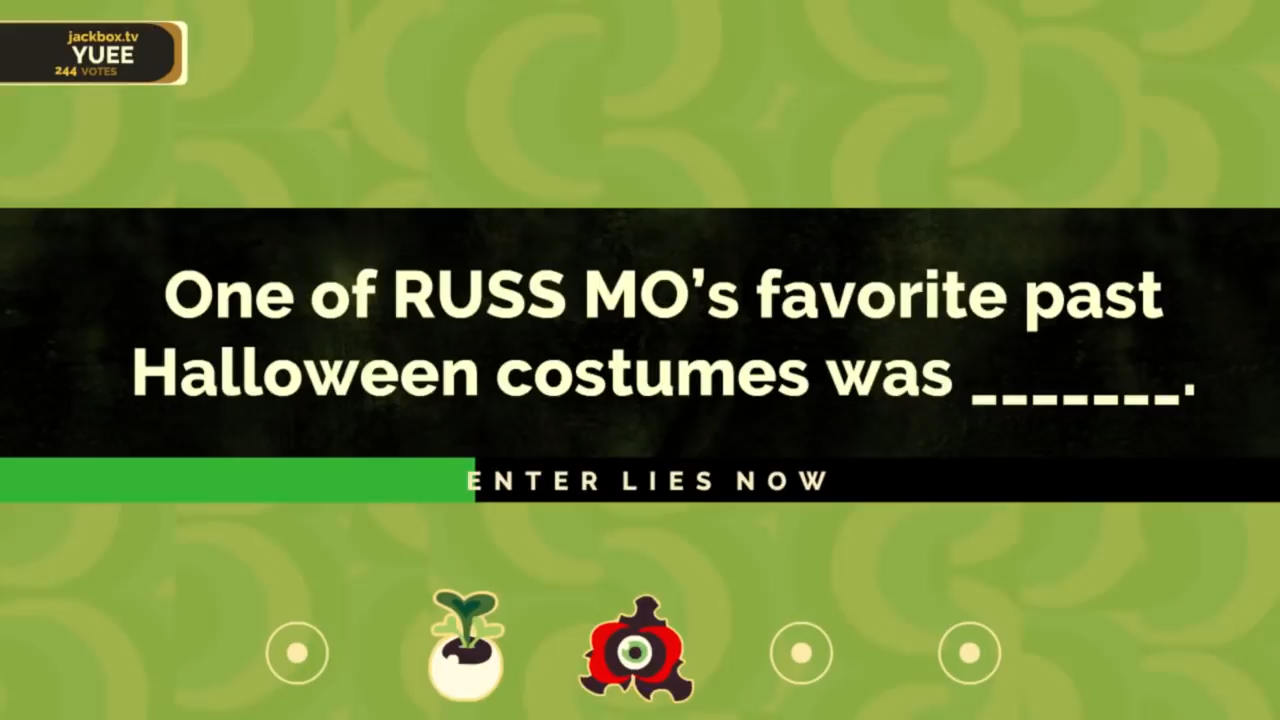 jackbox.tv
YUEE
244 VOTES
One of RUSS MO’s favorite past
Halloween costumes was _______.
ENTER LIES NOW